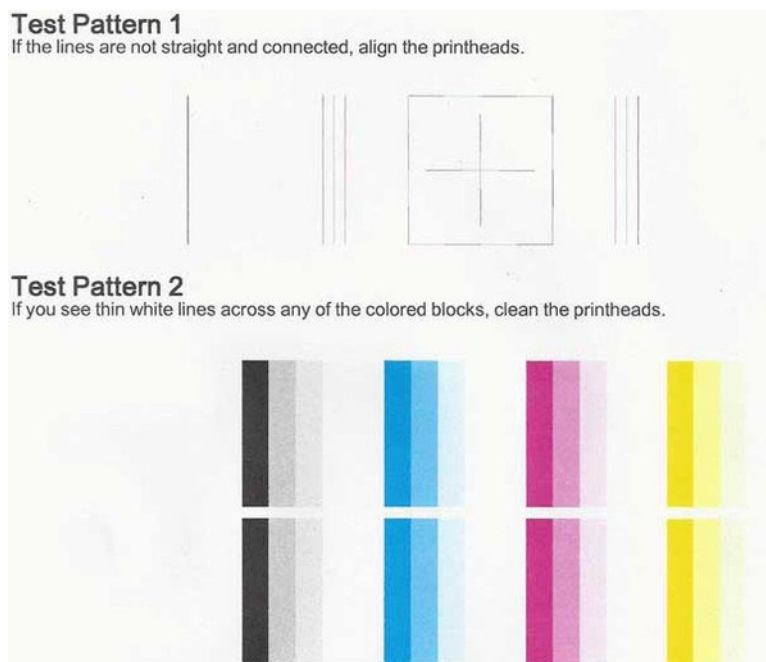 Test Pattern 1
If the lines are not straight and connected, align the printheads.
Test Pattern 2
If you see thin white lines across any of the colored blocks, clean the printheads.